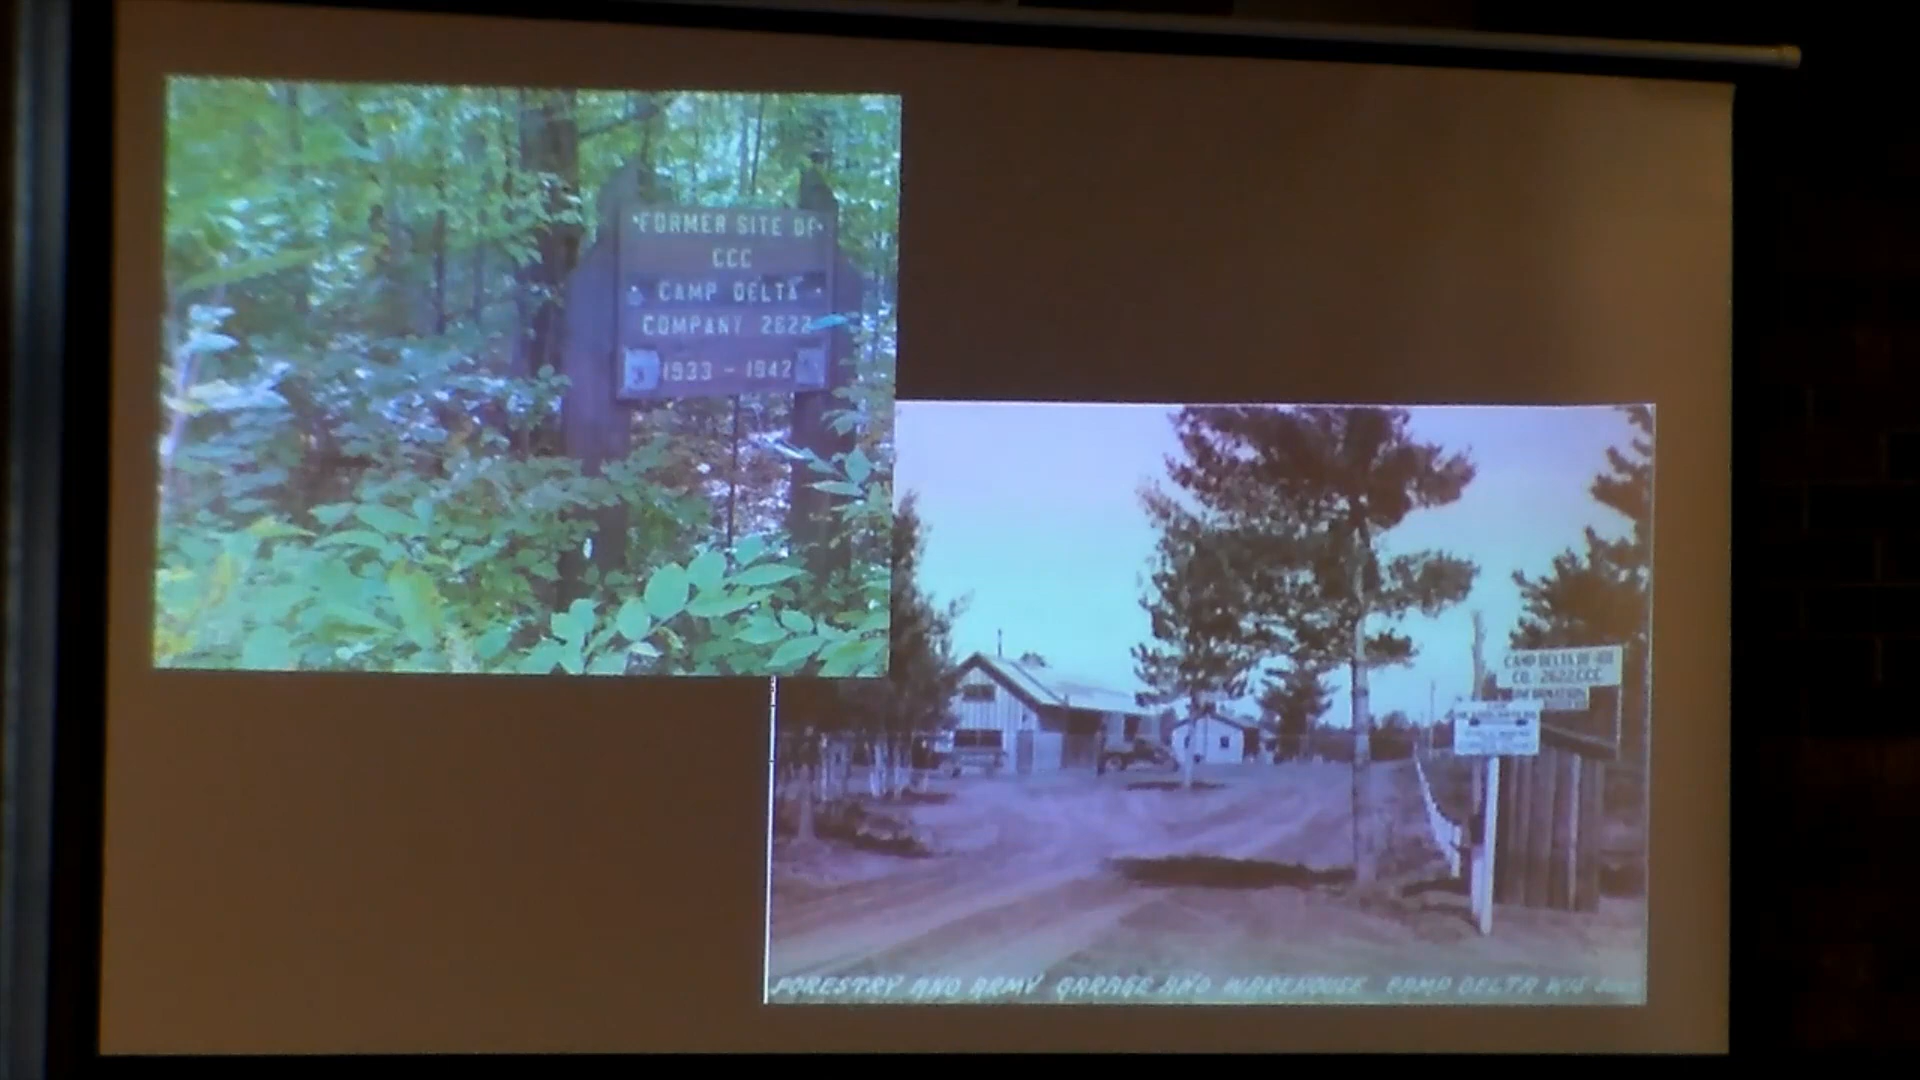 FORMER SITE OF
CCC
CAMP DELTA
COMPANY 2622
1933 - 1942
CAMP DELTA
CO. 2622 CCC
INFORMATION
FORESTRY AND ARMY GARAGE AND WAREHOUSE CAMP DELTA WIS